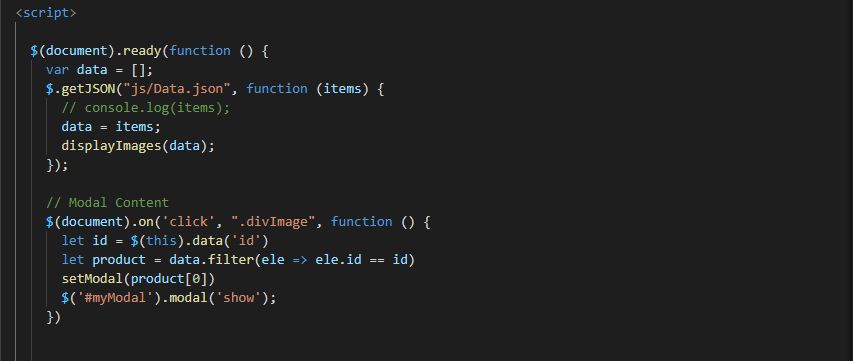 <script>
$(document).ready(function () {
var data = [];
$.getJSON("js/Data.json", function (items) {
// console.log(items);
data = items;
displayImages(data);
});
// Modal Content
$(document).on('click', ".divImage", function () {
let id = $(this).data('id')
let product = data.filter(ele => ele.id == id)
setModal(product[0])
$('#myModal').modal('show');
})